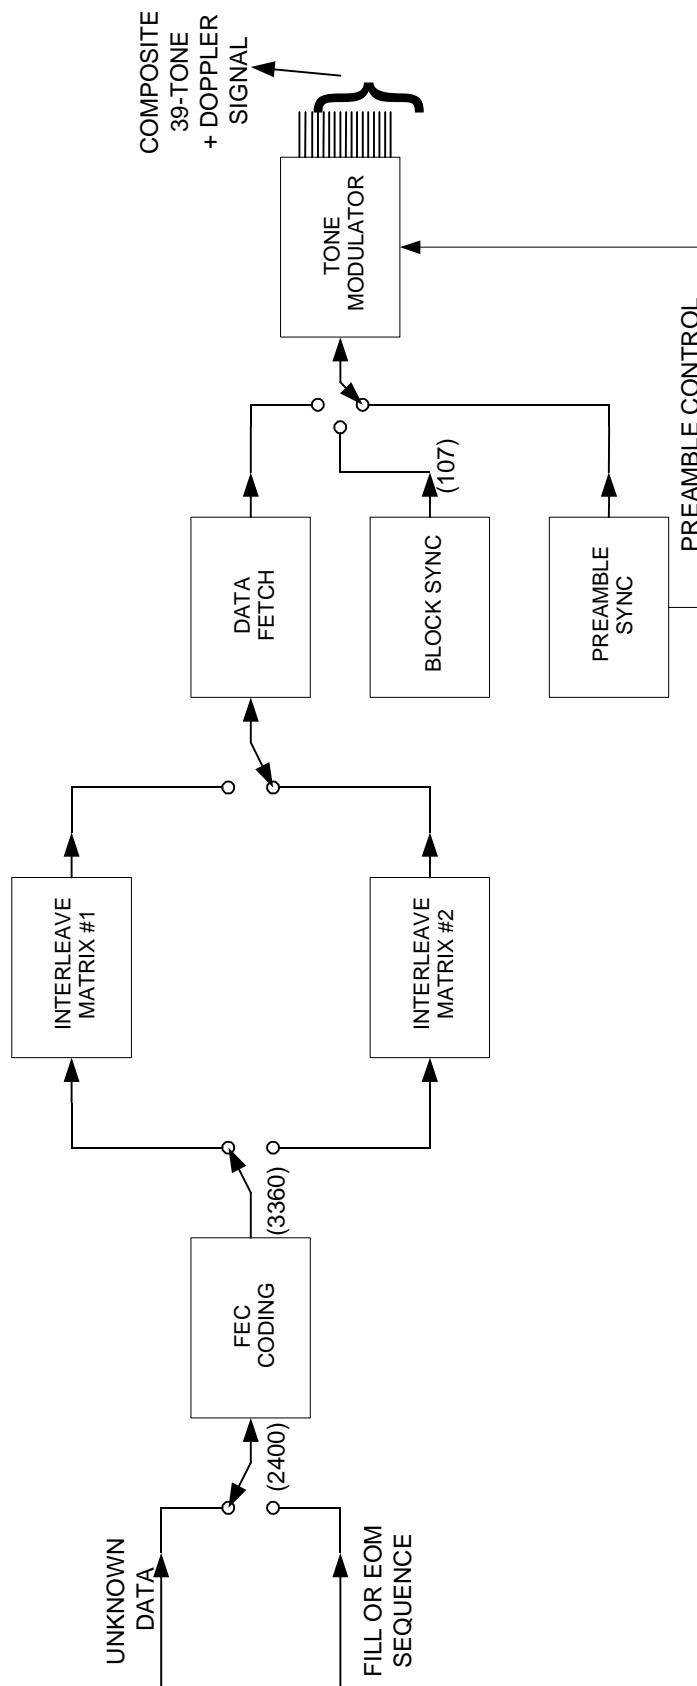 UNKNOWN
DATA
FILL OR EOM
SEQUENCE
(2400)
FEC
CODING
(3360)
INTERLEAVE
MATRIX #1
INTERLEAVE
MATRIX #2
DATA
FETCH
BLOCK SYNC
(107)
PREAMBLE
SYNC
PREAMBLE CONTROL
TONE
MODULATOR
COMPOSITE
39-TONE
+ DOPPLER
SIGNAL